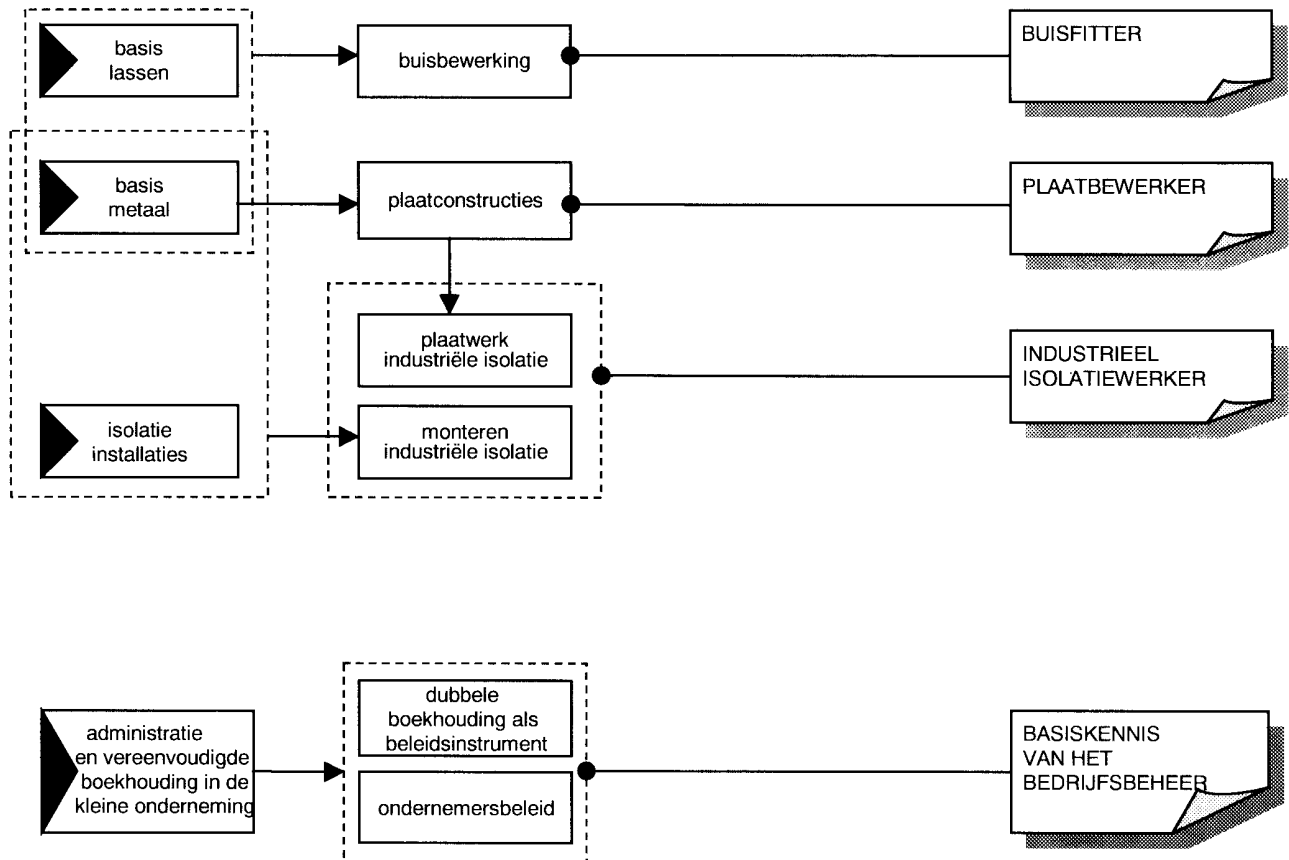 basis
lassen
buisbewerking
BUISFITTER
basis
metaal
plaatconstructies
PLAATBEWERKER
plaatwerk
industriële isolatie
INDUSTRIEEL
ISOLATIEWERKER
isolatie
installaties
monteren
industriële isolatie
administratie
en vereenvoudigde
boekhouding in de
kleine onderneming
dubbele
boekhouding als
beleidsinstrument
ondernemersbeleid
BASISKENNIS
VAN HET
BEDRIJFSBEHEER